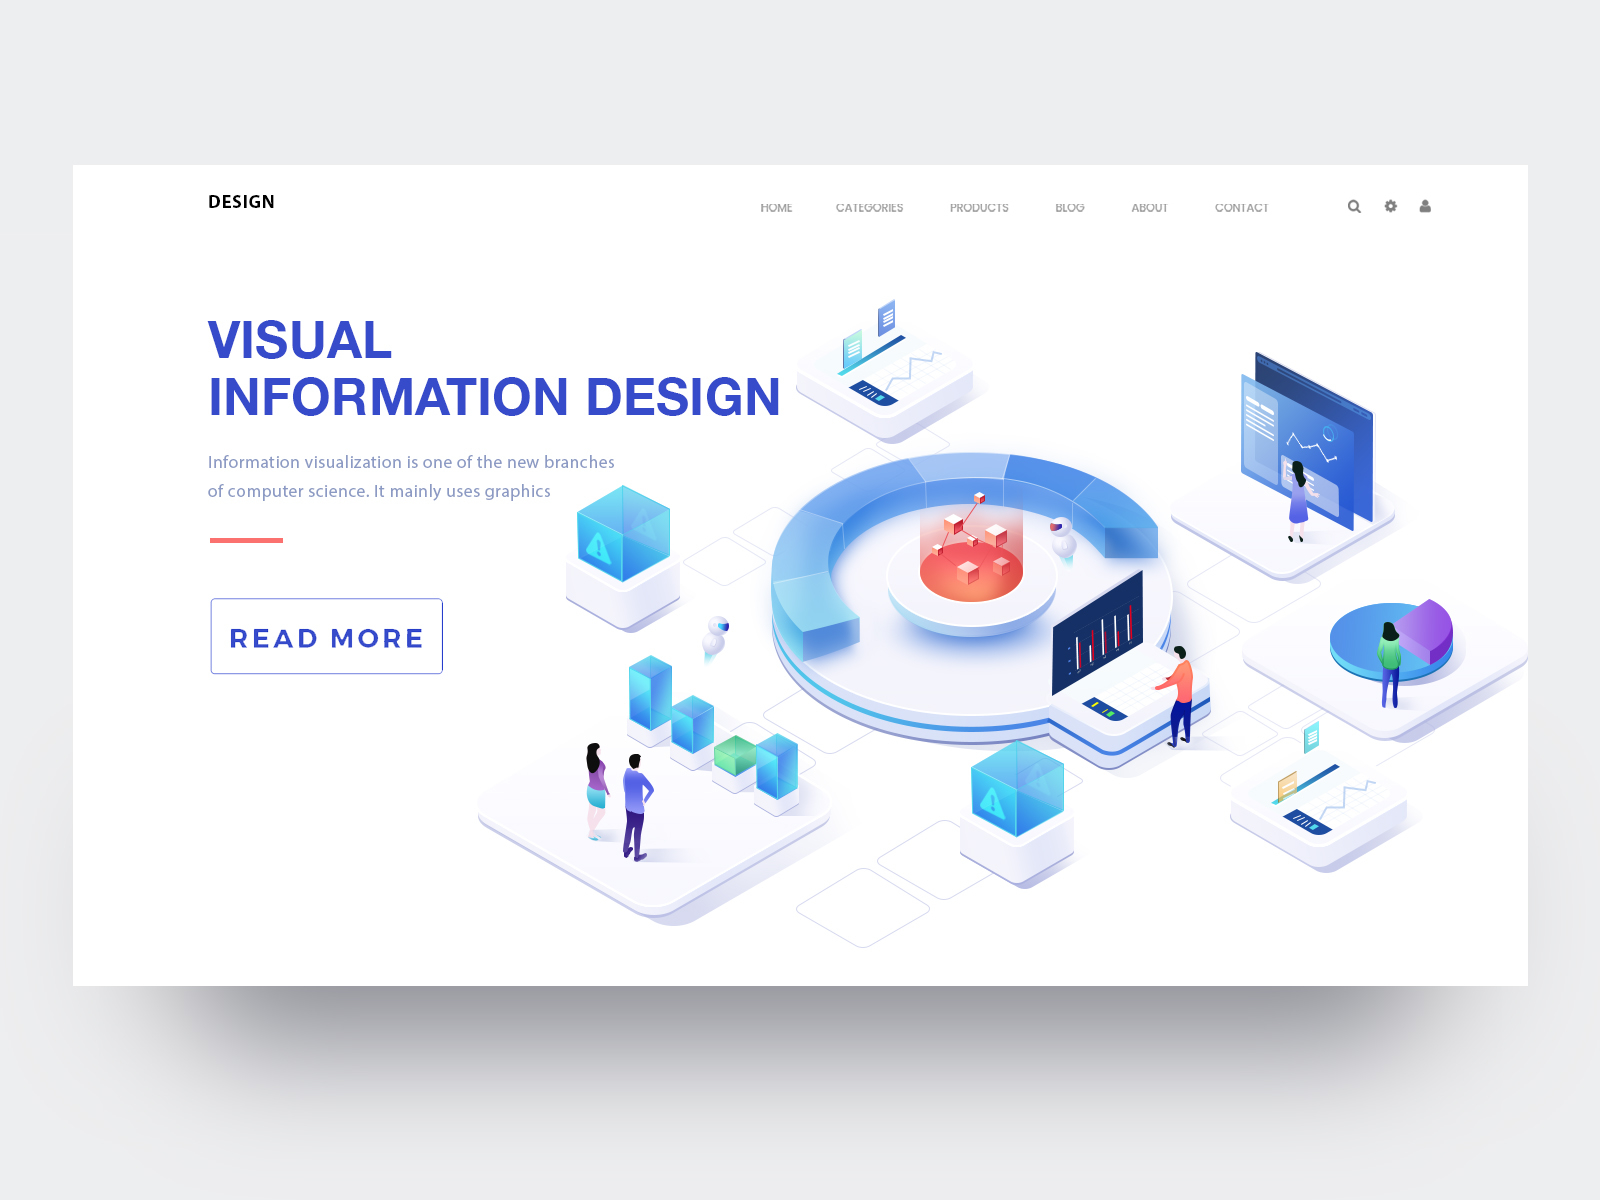 DESIGN
HOME CATEGORIES PRODUCTS BLOG ABOUT CONTACT
VISUAL
INFORMATION DESIGN
Information visualization is one of the new branches
of computer science. It mainly uses graphics
READ MORE